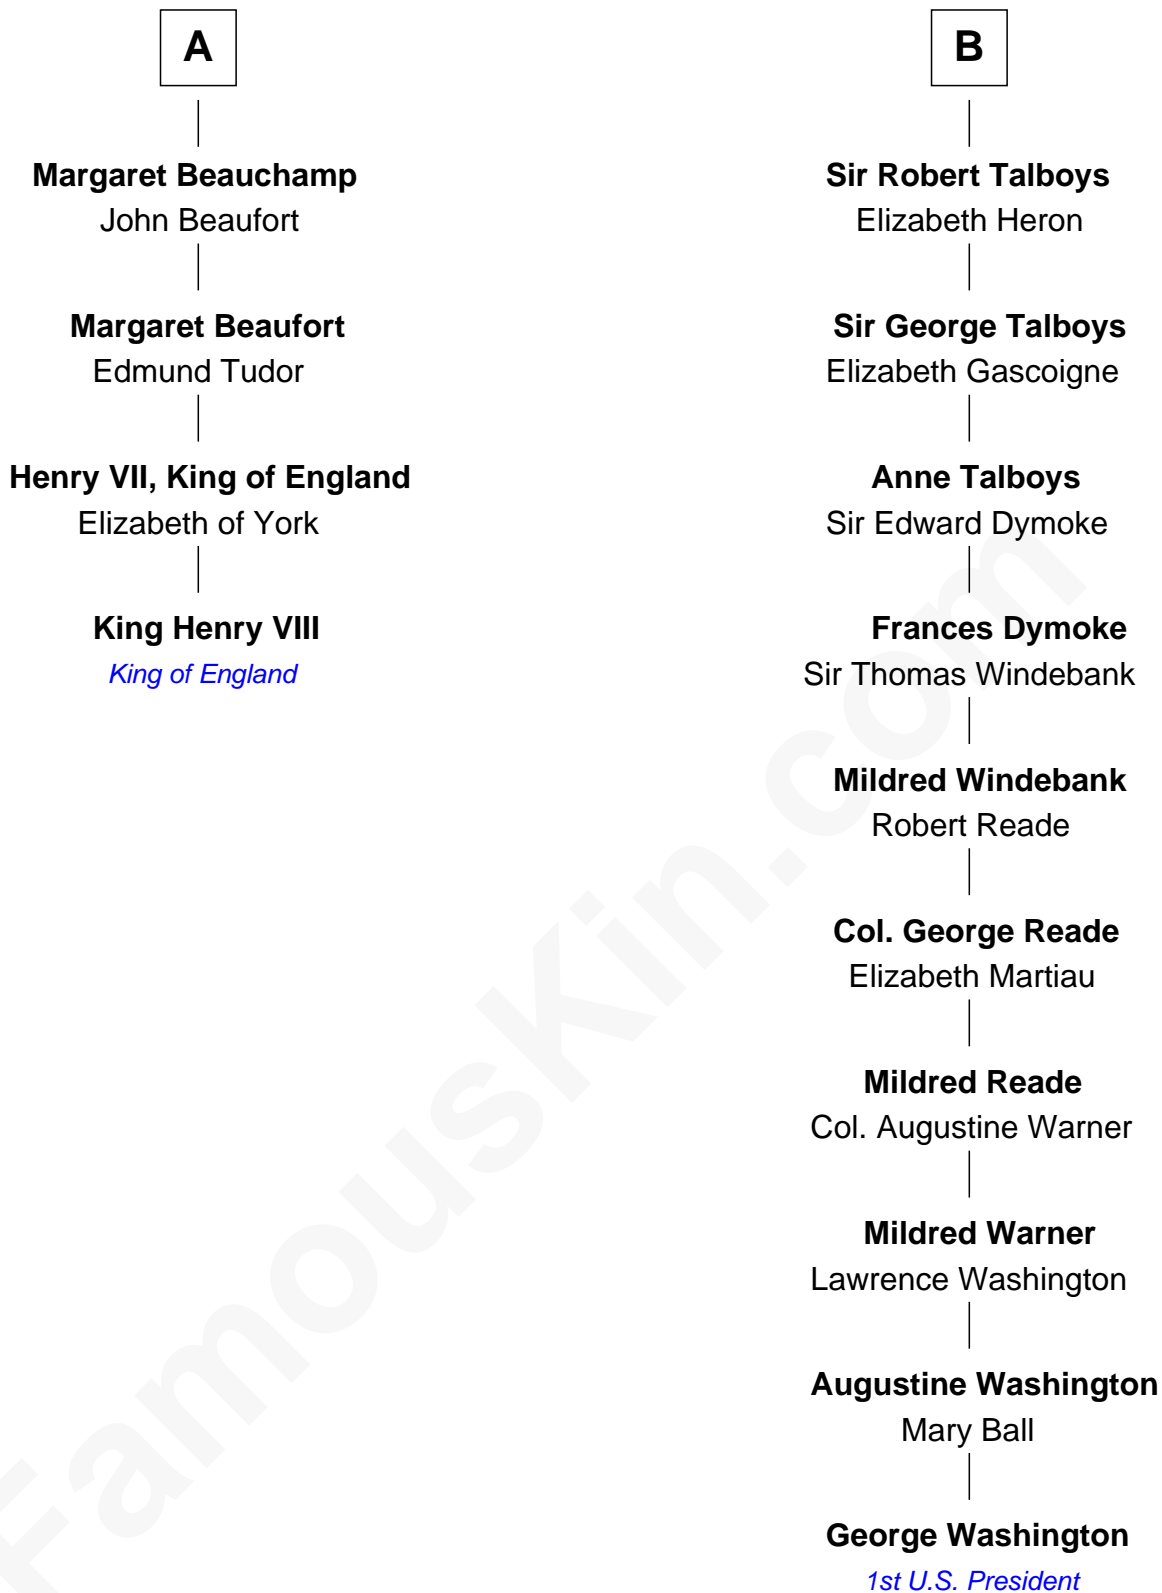 A
Margaret Beauchamp
John Beaufort
Margaret Beaufort
Edmund Tudor
Henry VII, King of England
Elizabeth of York
King Henry VIII
King of England
B
Sir Robert Talboys
Elizabeth Heron
Sir George Talboys
Elizabeth Gascoigne
Anne Talboys
Sir Edward Dymoke
Frances Dymoke
Sir Thomas Windebank
Mildred Windebank
Robert Reade
Col. George Reade
Elizabeth Martiau
Mildred Reade
Col. Augustine Warner
Mildred Warner
Lawrence Washington
Augustine Washington
Mary Ball
George Washington
1st U.S. President
FamousKin.com